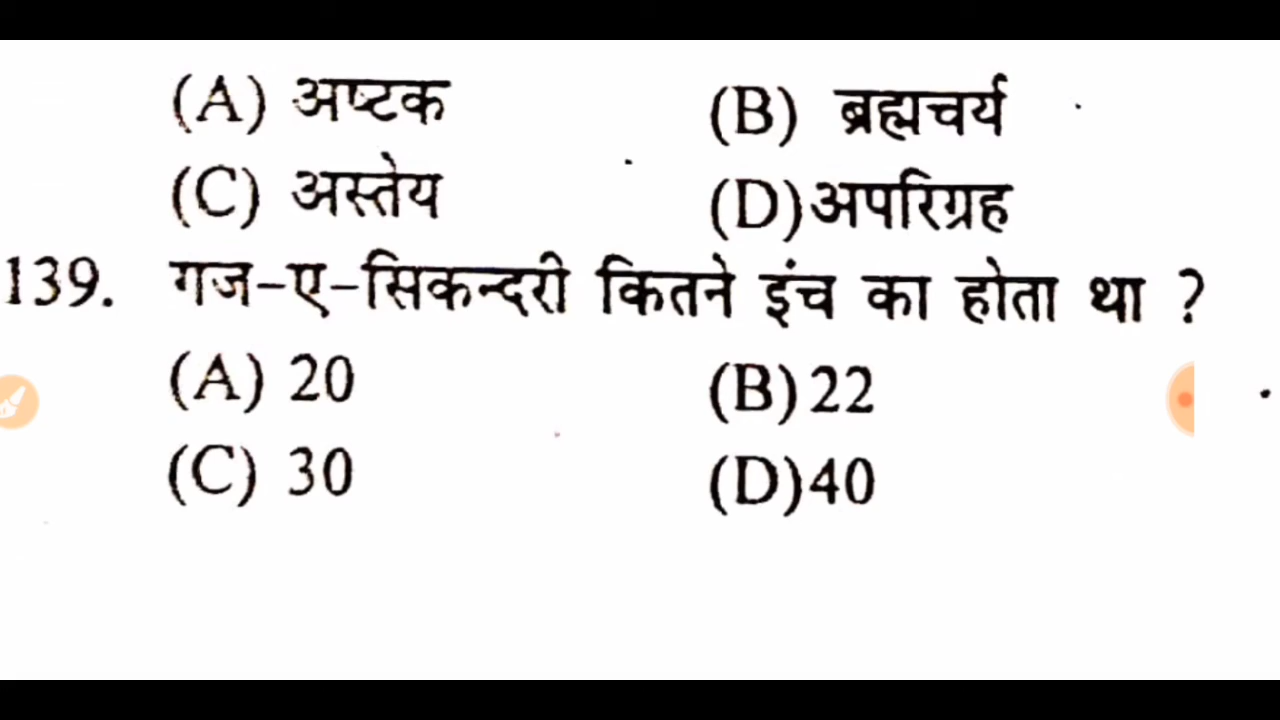 (A) अष्टक (B) ब्रह्मचर्य
(C) अस्तेय (D)अपरिग्रह
139. गज-ए-सिकन्दरी कितने इंच का होता था ?
(A) 20 (B) 22
(C) 30 (D)40